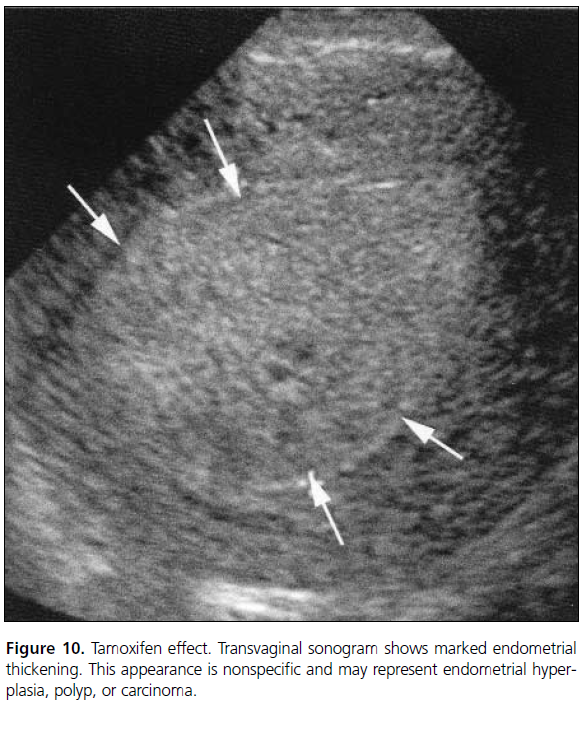 Figure 10. Tamoxifen effect. Transvaginal sonogram shows marked endometrial
thickening. This appearance is nonspecific and may represent endometrial hyper-
plasia, polyp, or carcinoma.